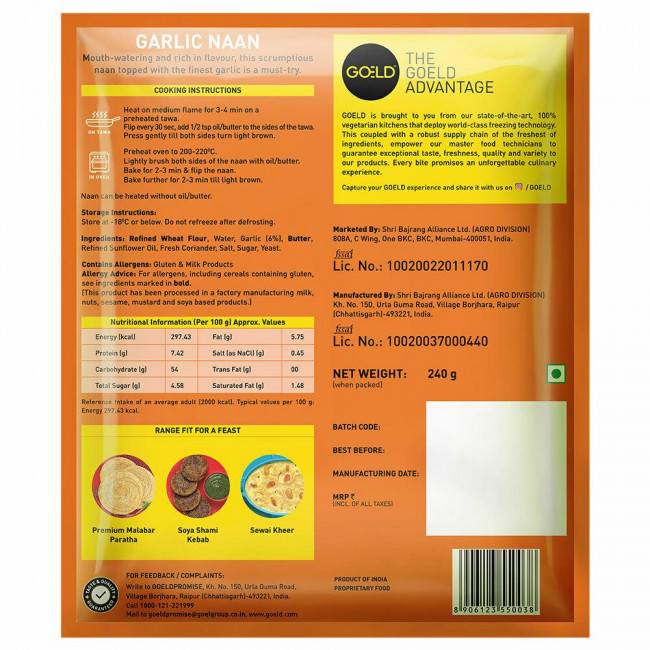 GARLIC NAAN
Mouth-watering and rich in flavour, this scrumptious
naan topped with the finest garlic is a must-try.
COOKING INSTRUCTIONS
ON TAWA
Heat on medium flame for 3-4 min on a
preheated tawa.
Flip every 30 sec, add 1/2 tsp oil/butter to the sides of the tawa.
Press gently till both sides turn light brown.
IN OVEN
Preheat oven to 200-220ºC.
Lightly brush both sides of the naan with oil/butter.
Bake for 2-3 min & flip the naan.
Bake further for 2-3 min till light brown.
Naan can be heated without oil/butter.
Storage Instructions:
Store at -18ºC or below. Do not refreeze after defrosting.
Ingredients: Refined Wheat Flour, Water, Garlic (6%), Butter,
Refined Sunflower Oil, Fresh Coriander, Salt, Sugar, Yeast.
Contains Allergens: Gluten & Milk Products
Allergy Advice: For allergens, including cereals containing gluten,
see ingredients marked in bold.
(This product has been processed in a factory manufacturing milk,
nuts, sesame, mustard and soya based products.)
Nutritional Information (Per 100 g) Approx. Values
Energy (kcal) 297.43 Fat (g) 5.75
Protein (g) 7.42 Salt (as NaCl) (g) 0.45
Carbohydrate (g) 54 Trans Fat (g) 00
Total Sugar (g) 4.58 Saturated Fat (g) 1.48
Reference intake of an average adult (2000 kcal). Typical values per 100 g:
Energy 297.43 kcal.
RANGE FIT FOR A FEAST
Premium Malabar
Paratha
Soya Shami
Kebab
Sewai Kheer
TASTE & QUALITY
GUARANTEE
FOR FEEDBACK / COMPLAINTS:
Write to GOELDPROMISE, Kh. No. 150, Urla Guma Road,
Village Borjhara, Raipur (Chhattisgarh)-493221, India.
Call 1800-121-221999
Mail to goeldpromise@goelgroup.co.in, www.goeld.com
GOELD
THE
GOELD
ADVANTAGE
GOELD is brought to you from our state-of-the-art, 100%
vegetarian kitchens that deploy world-class freezing technology.
This coupled with a robust supply chain of the freshest of
ingredients, empower our master food technicians to
guarantee exceptional taste, freshness, quality and variety to
our products. Every bite promises an unforgettable culinary
experience.
Capture your GOELD experience and share it with us on /GOELD
Marketed By: Shri Bajrang Alliance Ltd. (AGRO DIVISION)
808A, C Wing, One BKC, BKC, Mumbai-400051, India.
fssai
Lic. No.: 10020022011170
Manufactured By: Shri Bajrang Alliance Ltd. (AGRO DIVISION)
Kh. No. 150, Urla Guma Road, Village Borjhara, Raipur
(Chhattisgarh)-493221, India.
fssai
Lic. No.: 10020037000440
NET WEIGHT: 240 g
(when packed)
BATCH CODE:
BEST BEFORE:
MANUFACTURING DATE:
MRP ₹
(INCL. OF ALL TAXES)
PRODUCT OF INDIA
PROPRIETARY FOOD
8 906123 550038